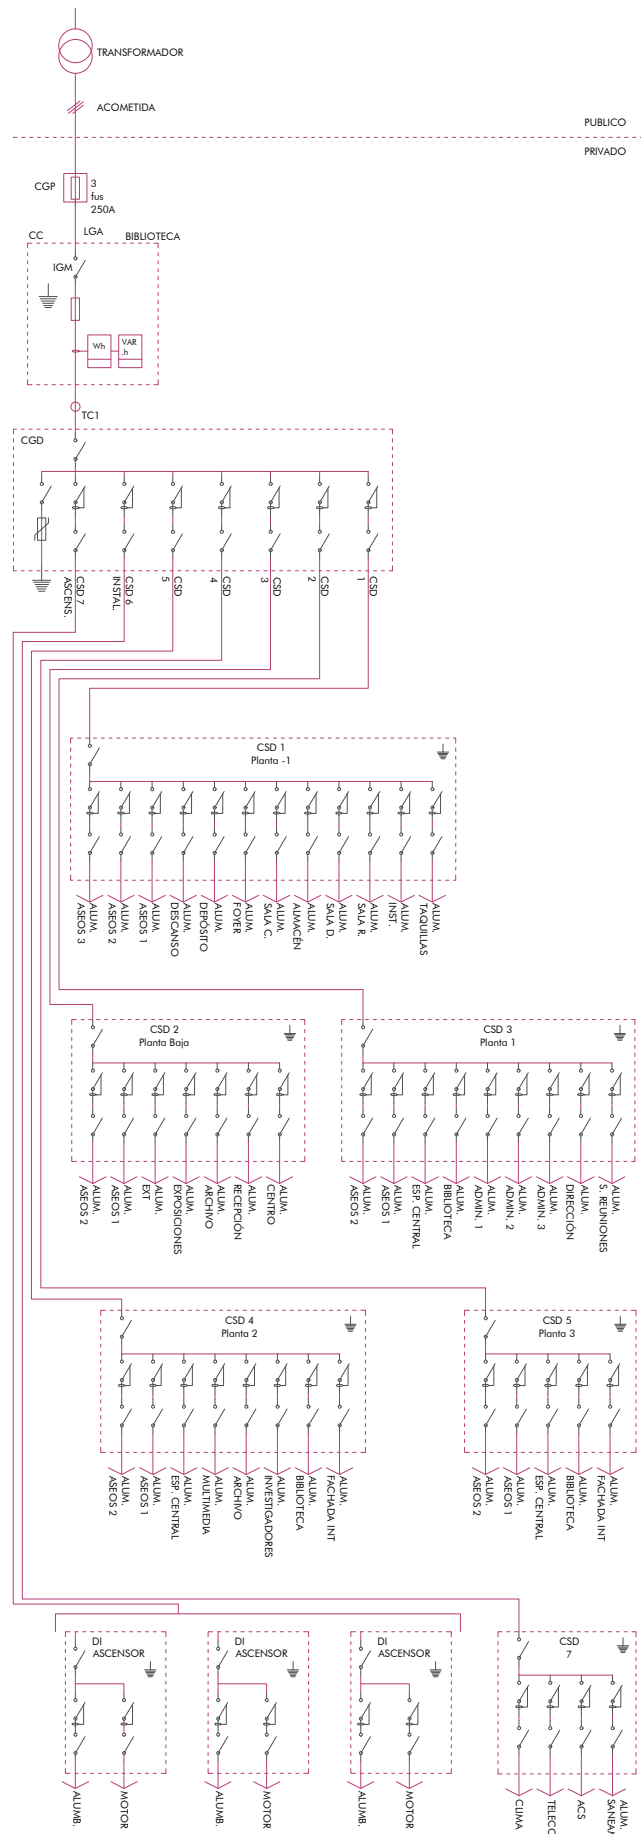 TRANSFORMADOR
ACOMETIDA
PUBLICO
PRIVADO
CGP
3
fus
250A
LGA
CC
BIBLIOTECA
IGM
Wh
VAR
.h
TC1
CGD
CSD 7
ASCENS.
CSD 6
INSTAL.
CSD
5
CSD
4
CSD
3
CSD
2
CSD
1
CSD 1
Planta -1
ALUM.
ASEOS 3
ALUM.
ASEOS 2
ALUM.
ASEOS 1
ALUM.
DESCANSO
ALUM.
DEPÓSITO
ALUM.
FOYER
ALUM.
SALA C.
ALUM.
ALMACÉN
ALUM.
SALA D.
ALUM.
SALA R.
ALUM.
INST.
ALUM.
TAQUILLAS
CSD 2
Planta Baja
ALUM.
ASEOS 2
ALUM.
ASEOS 1
ALUM.
EXT
ALUM.
EXPOSICIONES
ALUM.
ARCHIVO
ALUM.
RECEPCIÓN
ALUM.
CENTRO
CSD 3
Planta 1
ALUM.
ASEOS 2
ALUM.
ASEOS 1
ALUM.
ESP. CENTRAL
ALUM.
BIBLIOTECA
ALUM.
ADMIN. 1
ALUM.
ADMIN. 2
ALUM.
ADMIN. 3
ALUM.
DIRECCIÓN
ALUM.
S. REUNIONES
CSD 4
Planta 2
ALUM.
ASEOS 2
ALUM.
ASEOS 1
ALUM.
ESP. CENTRAL
ALUM.
MULTIMEDIA
ALUM.
ARCHIVO
ALUM.
INVESTIGADORES
ALUM.
BIBLIOTECA
ALUM.
FACHADA INT
CSD 5
Planta 3
ALUM.
ASEOS 2
ALUM.
ASEOS 1
ALUM.
ESP. CENTRAL
ALUM.
BIBLIOTECA
ALUM.
FACHADA INT
DI
ASCENSOR
ALUMB.
MOTOR
DI
ASCENSOR
ALUMB.
MOTOR
DI
ASCENSOR
ALUMB.
MOTOR
CSD
7
CLIMA
TELECO
ACS
ALUM.